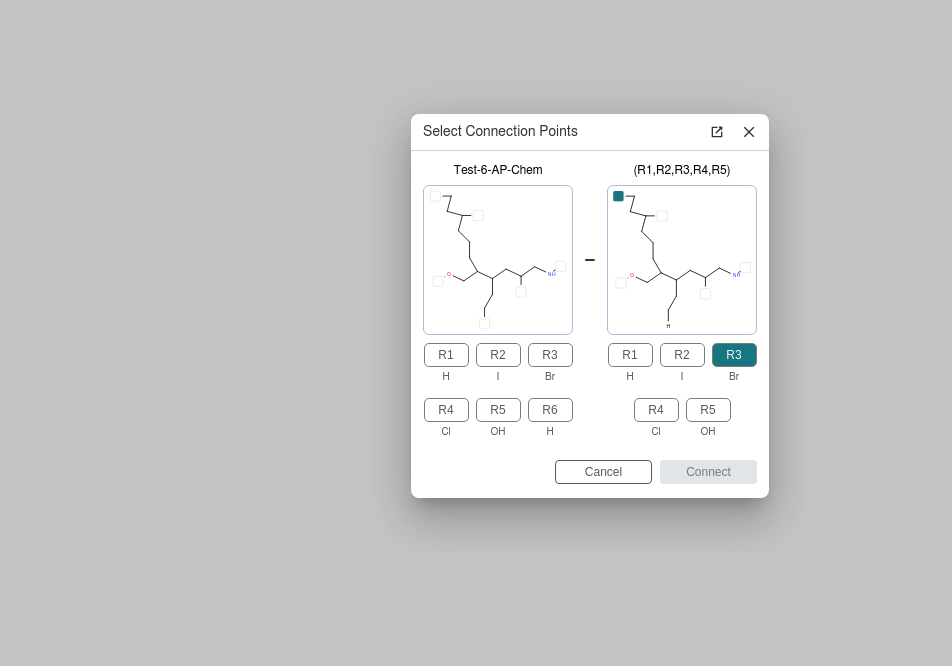 Select Connection Points
Test-6-AP-Chem
(R1,R2,R3,R4,R5)
O
NH
O
NH
H
R1 R2 R3
R1 R2 R3
H I Br
H I Br
R4 R5 R6
R4 R5
Cl OH H
Cl OH
Cancel
Connect